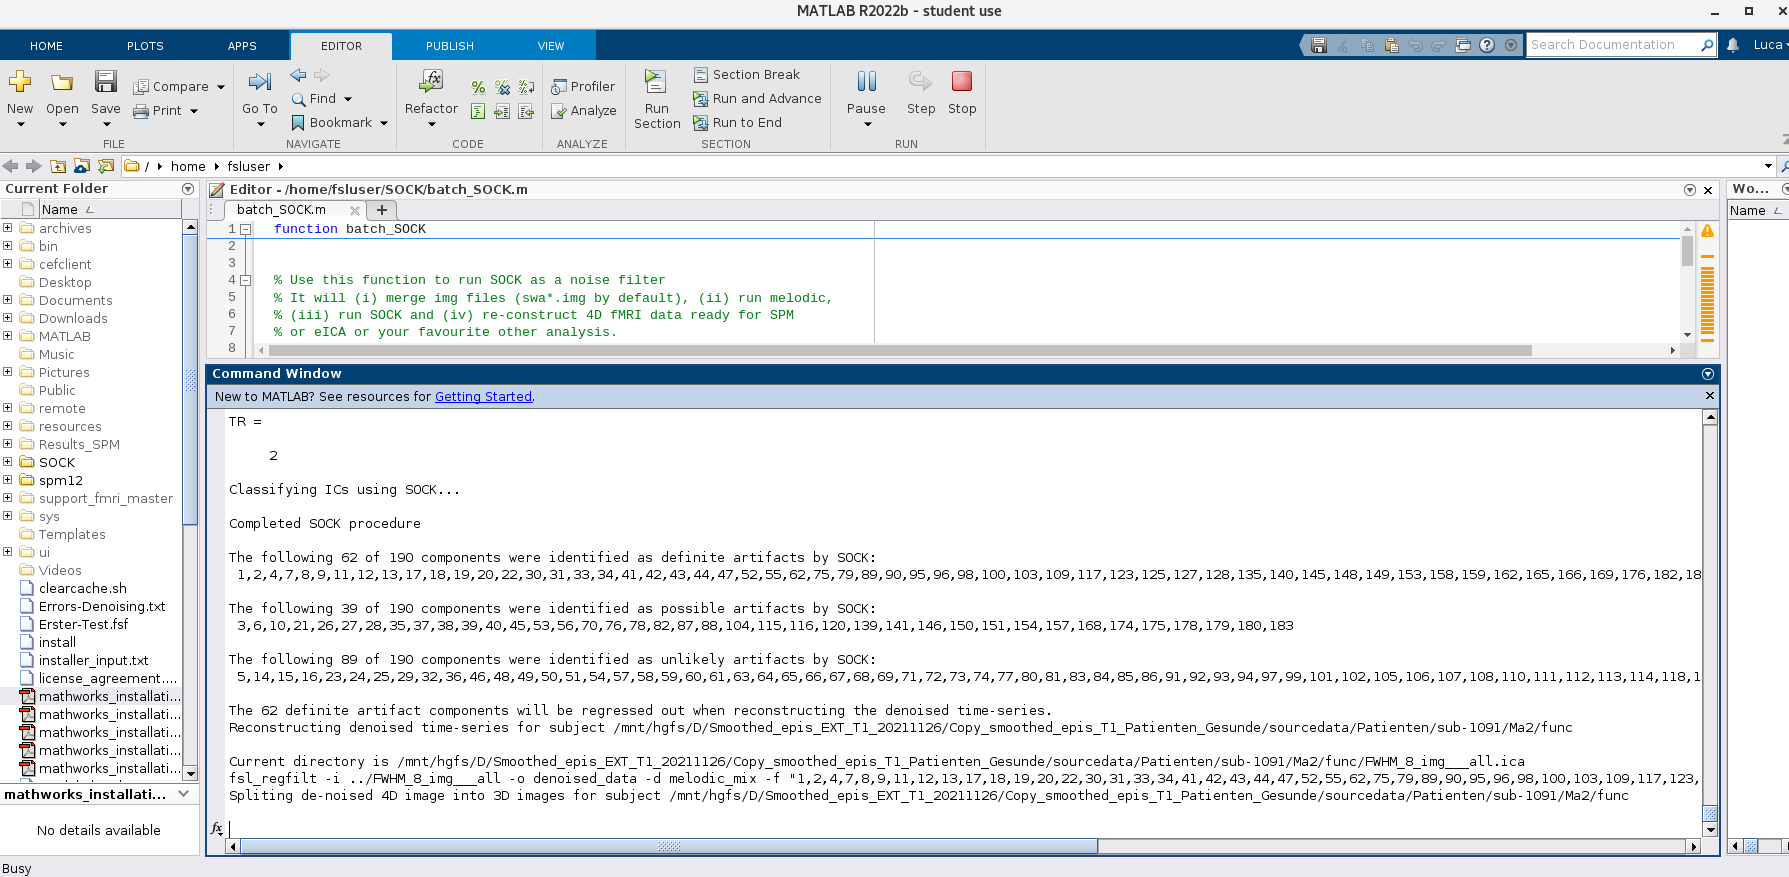 MATLAB R2022b - student use
HOME PLOTS APPS EDITOR PUBLISH VIEW
Search Documentation
Luca
New
Open
Save
Compare
Print
FILE
Go To
Find
Bookmark
NAVIGATE
Refactor
CODE
Profiler
Analyze
ANALYZE
Run
Section
Section Break
Run and Advance
Run to End
SECTION
Pause
Step
Stop
RUN
/ home fsluser
Current Folder
Name
archives
bin
cefclient
Desktop
Documents
Downloads
MATLAB
Music
Pictures
Public
remote
resources
Results_SPM
SOCK
spm12
support_fmri_master
sys
Templates
ui
Videos
clearcache.sh
Errors-Denoising.txt
Erster-Test.fsf
install
installer_input.txt
license_agreement....
mathworks_installati...
mathworks_installati...
mathworks_installati...
mathworks_installati...
mathworks_installati...
mathworks_installati...
No details available
Busy
Editor - /home/fsluser/SOCK/batch_SOCK.m
batch_SOCK.m
1 function batch_SOCK
2
3
4 % Use this function to run SOCK as a noise filter
5 % It will (i) merge img files (swa*.img by default), (ii) run melodic,
6 % (iii) run SOCK and (iv) re-construct 4D fMRI data ready for SPM
7 % or eICA or your favourite other analysis.
8
Command Window
New to MATLAB? See resources for Getting Started.
TR =
2
Classifying ICs using SOCK...
Completed SOCK procedure
The following 62 of 190 components were identified as definite artifacts by SOCK:
1,2,4,7,8,9,11,12,13,17,18,19,20,22,30,31,33,34,41,42,43,44,47,52,55,62,75,79,89,90,95,96,98,100,103,109,117,123,125,127,128,135,140,145,148,149,153,158,159,162,165,166,169,176,182,18
The following 39 of 190 components were identified as possible artifacts by SOCK:
3,6,10,21,26,27,28,35,37,38,39,40,45,53,56,70,76,78,82,87,88,104,115,116,120,139,141,146,150,151,154,157,168,174,175,178,179,180,183
The following 89 of 190 components were identified as unlikely artifacts by SOCK:
5,14,15,16,23,24,25,29,32,36,46,48,49,50,51,54,57,58,59,60,61,63,64,65,66,67,68,69,71,72,73,74,77,80,81,83,84,85,86,91,92,93,94,97,99,101,102,105,106,107,108,110,111,112,113,114,118,1
The 62 definite artifact components will be regressed out when reconstructing the denoised time-series.
Reconstructing denoised time-series for subject /mnt/hgfs/D/Smoothed_epis_EXT_T1_20211126/Copy_smoothed_epis_T1_Patienten_Gesunde/sourcedata/Patienten/sub-1091/Ma2/func
Current directory is /mnt/hgfs/D/Smoothed_epis_EXT_T1_20211126/Copy_smoothed_epis_T1_Patienten_Gesunde/sourcedata/Patienten/sub-1091/Ma2/func/FWHM_8_img___all.ica
fsl_regfilt -i ../FWHM_8_img___all -o denoised_data -d melodic_mix -f "1,2,4,7,8,9,11,12,13,17,18,19,20,22,30,31,33,34,41,42,43,44,47,52,55,62,75,79,89,90,95,96,98,100,103,109,117,123,
Spliting de-noised 4D image into 3D images for subject /mnt/hgfs/D/Smoothed_epis_EXT_T1_20211126/Copy_smoothed_epis_T1_Patienten_Gesunde/sourcedata/Patienten/sub-1091/Ma2/func
fx
Wo...
Name